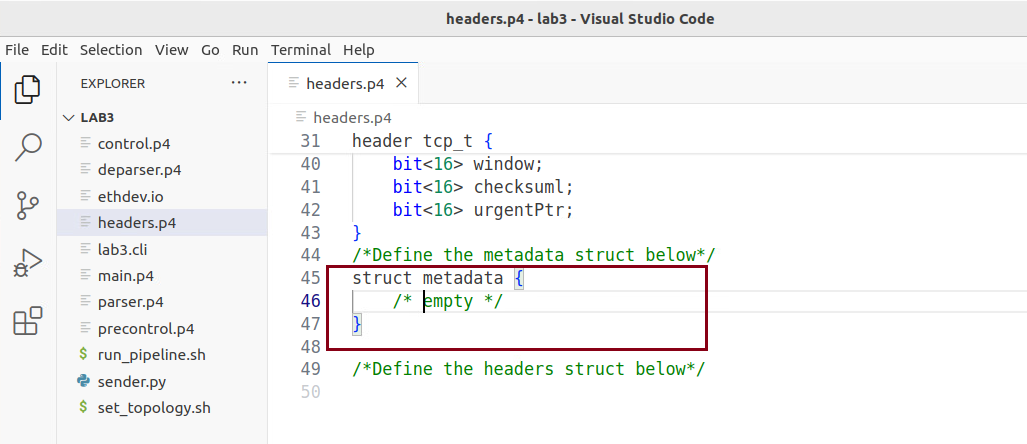 headers.p4 - lab3 - Visual Studio Code
File Edit Selection View Go Run Terminal Help
EXPLORER ···
LAB3
control.p4
deparser.p4
ethdev.io
headers.p4
lab3.cli
main.p4
parser.p4
precontrol.p4
$ run_pipeline.sh
sender.py
$ set_topology.sh
headers.p4 ×
headers.p4
31 header tcp_t {
40 bit<16> window;
41 bit<16> checksuml;
42 bit<16> urgentPtr;
43 }
44 /*Define the metadata struct below*/
45 struct metadata {
46 /* empty */
47 }
48
49 /*Define the headers struct below*/
50